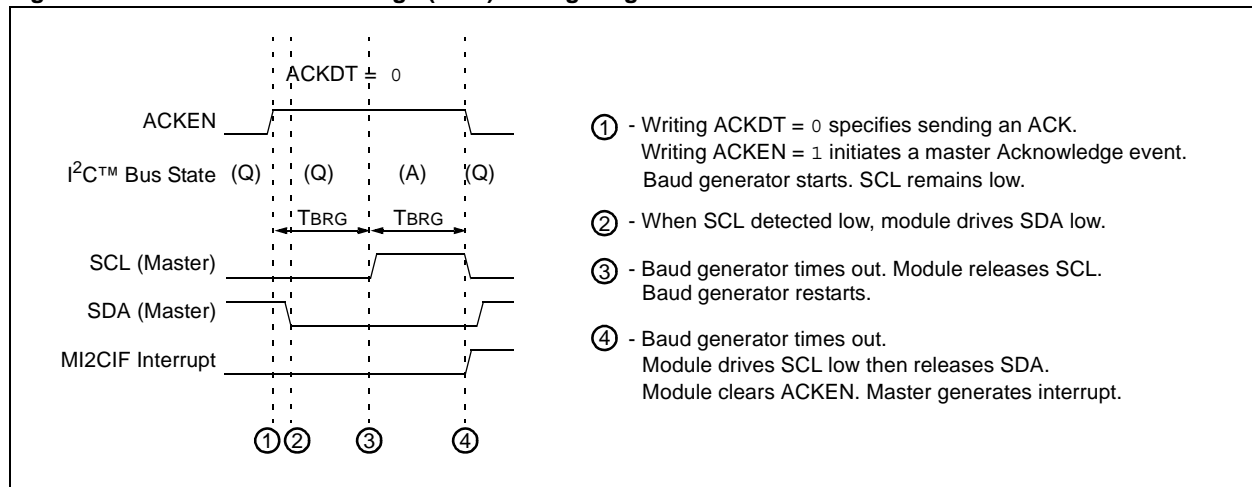 ACKDT = 0
ACKEN
I²C™ Bus State (Q) (Q) (A) (Q)
TBRG TBRG
SCL (Master)
SDA (Master)
MI2CIF Interrupt
1 2 3 4
1 - Writing ACKDT = 0 specifies sending an ACK.
Writing ACKEN = 1 initiates a master Acknowledge event.
Baud generator starts. SCL remains low.
2 - When SCL detected low, module drives SDA low.
3 - Baud generator times out. Module releases SCL.
Baud generator restarts.
4 - Baud generator times out.
Module drives SCL low then releases SDA.
Module clears ACKEN. Master generates interrupt.